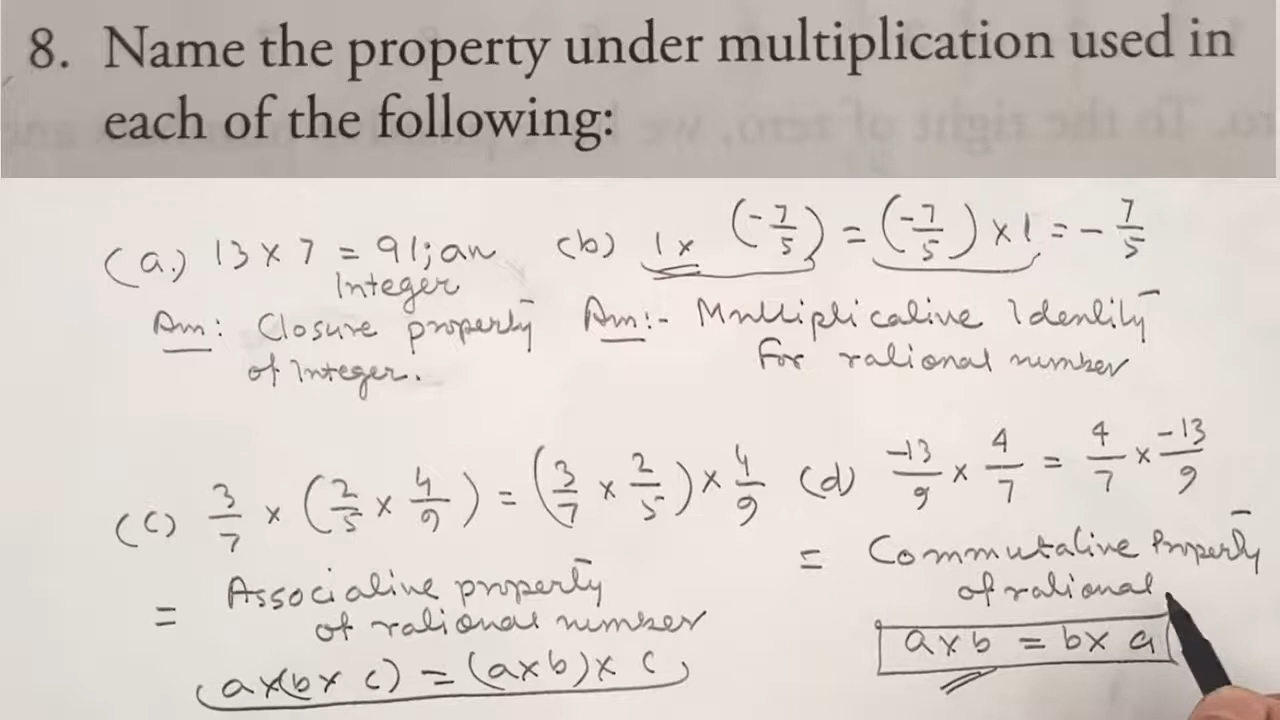 8. Name the property under multiplication used in
each of the following:
(a.) 13 × 7 = 91; an
Integer
Ans: Closure property
of Integer.
(b) 1 × (-7/5) = (-7/5) × 1 = - 7/5
Ans:- Multiplicative Identity
For rational number
(c) 3/7 × (2/5 × 4/9) = (3/7 × 2/5) × 4/9
= Associative property
of rational number
a×(b× c) = (a×b)× c
(d) -13/9 × 4/7 = 4/7 × -13/9
= Commutative Property
of rational
a×b = b× a